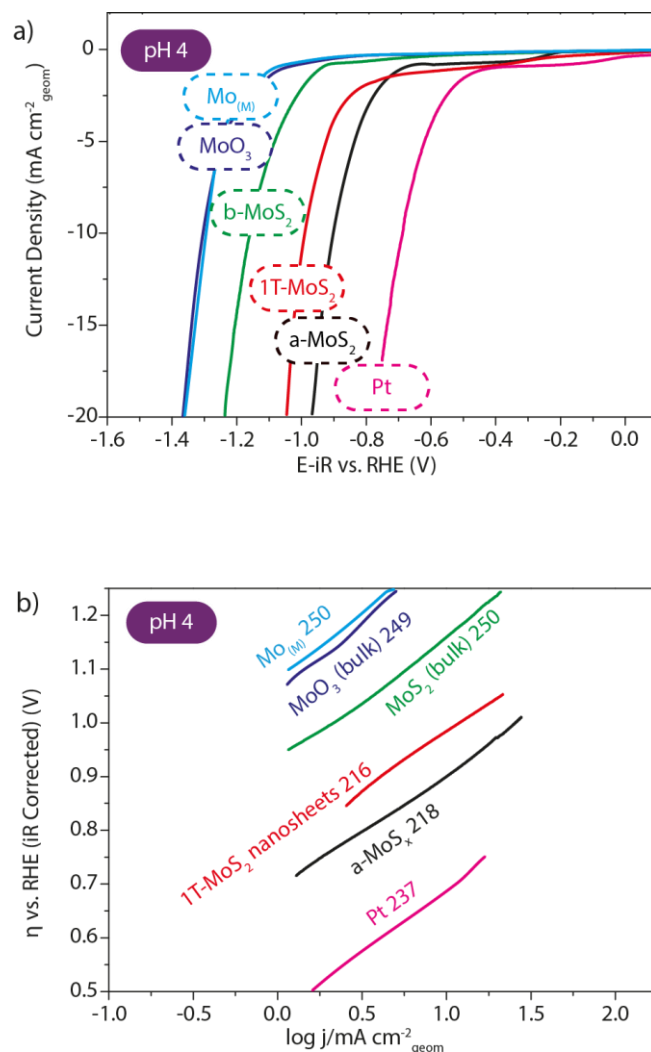 a)
pH 4
Mo(M)
MoO3
b-MoS2
1T-MoS2
a-MoS2
Pt
0
-5
-10
-15
-20
Current Density (mA cm-2geom)
-1.6 -1.4 -1.2 -1.0 -0.8 -0.6 -0.4 -0.2 0.0
E-iR vs. RHE (V)
b)
pH 4
Mo(M) 250
MoO3 (bulk) 249
MoS2 (bulk) 250
1T-MoS2 nanosheets 216
a-MoSx 218
Pt 237
1.2
1.1
1.0
0.9
0.8
0.7
0.6
0.5
η vs. RHE (iR Corrected) (V)
-1.0 -0.5 0.0 0.5 1.0 1.5 2.0
log j/mA cm-2geom